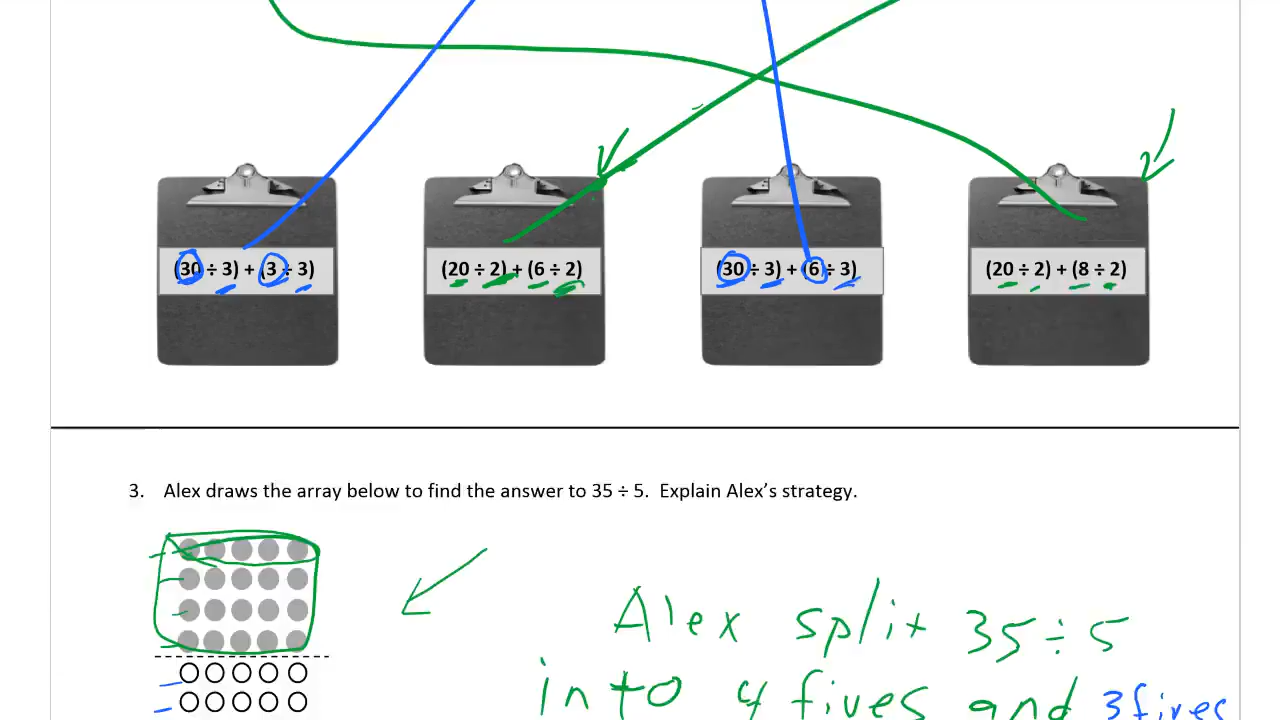 (30 ÷ 3) + (3 ÷ 3)
(20 ÷ 2) + (6 ÷ 2)
(30 ÷ 3) + (6 ÷ 3)
(20 ÷ 2) + (8 ÷ 2)
3. Alex draws the array below to find the answer to 35 ÷ 5. Explain Alex’s strategy.
Alex split 35 ÷ 5
into 4 fives and 3 fives